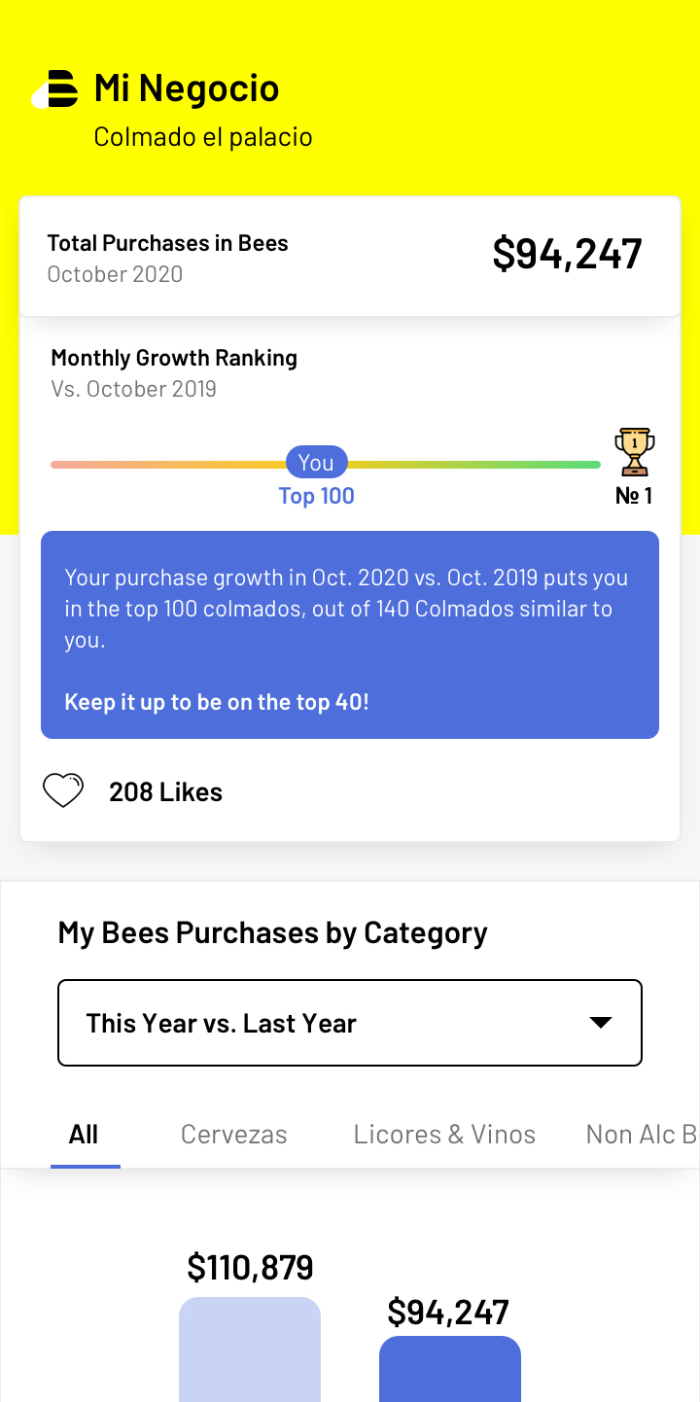 Mi Negocio
Colmado el palacio
Total Purchases in Bees
October 2020
$94,247
Monthly Growth Ranking
Vs. October 2019
1
You
Top 100
№ 1
Your purchase growth in Oct. 2020 vs. Oct. 2019 puts you
in the top 100 colmados, out of 140 Colmados similar to
you.
Keep it up to be on the top 40!
208 Likes
My Bees Purchases by Category
This Year vs. Last Year
All
Cervezas
Licores & Vinos
Non Alc B
$110,879
$94,247